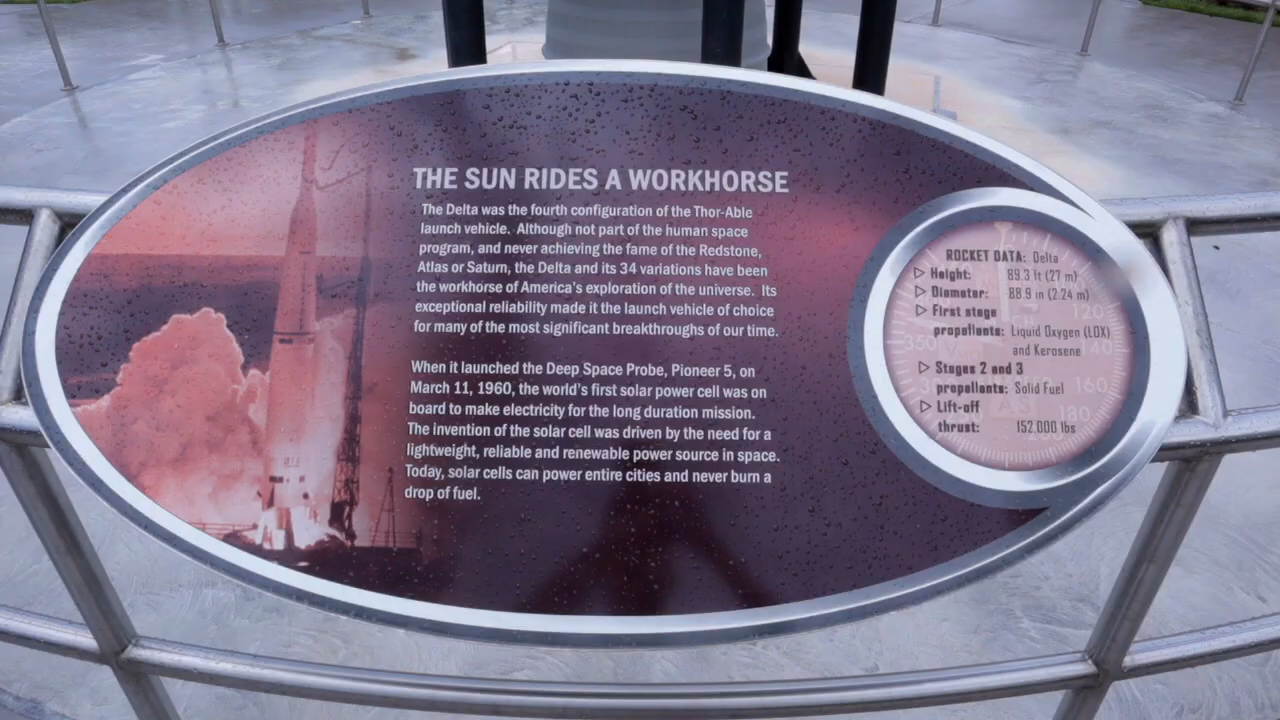 THE SUN RIDES A WORKHORSE
The Delta was the fourth configuration of the Thor-Able
launch vehicle. Although not part of the human space
program, and never achieving the fame of the Redstone,
Atlas or Saturn, the Delta and its 34 variations have been
the workhorse of America's exploration of the universe. Its
exceptional reliability made it the launch vehicle of choice
for many of the most significant breakthroughs of our time.
When it launched the Deep Space Probe, Pioneer 5, on
March 11, 1960, the world's first solar power cell was on
board to make electricity for the long duration mission.
The invention of the solar cell was driven by the need for a
lightweight, reliable and renewable power source in space.
Today, solar cells can power entire cities and never burn a
drop of fuel.
ROCKET DATA: Delta
Height: 89.3 ft (27 m)
Diameter: 88.9 in (2.24 m)
First stage
propellants: Liquid Oxygen (LOX)
and Kerosene
Stages 2 and 3
propellants: Solid Fuel
Lift-off
thrust: 152,000 lbs
120
350
140
160
180